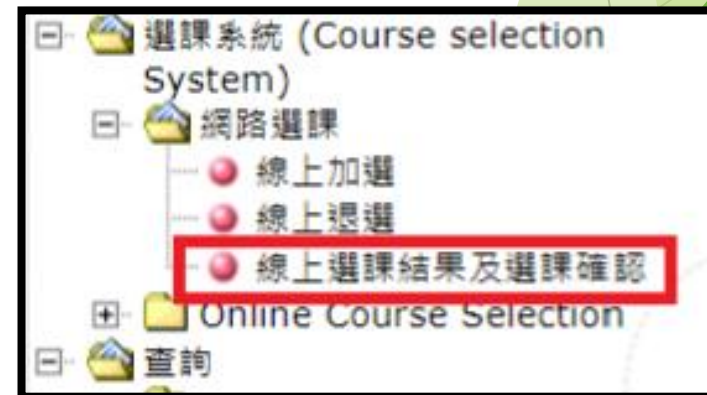 選課系統 (Course selection
System)
網路選課
線上加選
線上退選
線上選課結果及選課確認
Online Course Selection
查詢